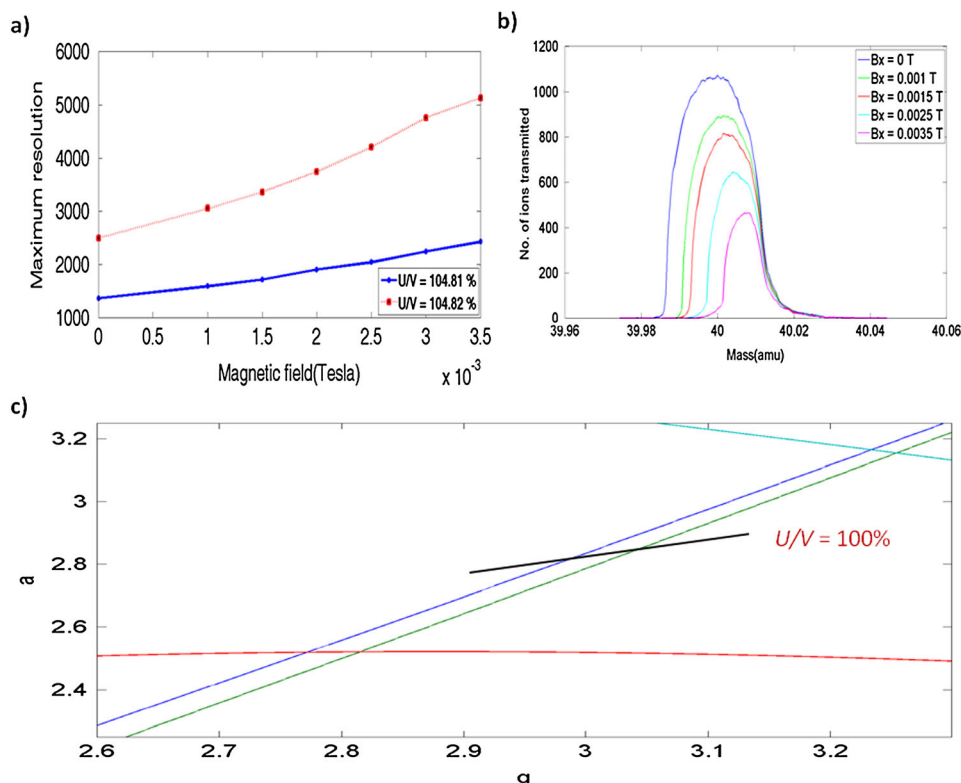 a)
6000
5000
4000
3000
2000
1000
Maximum resolution
0 0.5 1 1.5 2 2.5 3 3.5
Magnetic field(Tesla)
x 10⁻³
U/V = 104.81 %
U/V = 104.82 %
b)
1200
1000
800
600
400
200
0
No. of ions transmitted
39.96 39.98 40 40.02 40.04 40.06
Mass(amu)
Bx = 0 T
Bx = 0.001 T
Bx = 0.0015 T
Bx = 0.0025 T
Bx = 0.0035 T
c)
3.2
3
2.8
2.6
2.4
a
U/V = 100%
2.6 2.7 2.8 2.9 3 3.1 3.2